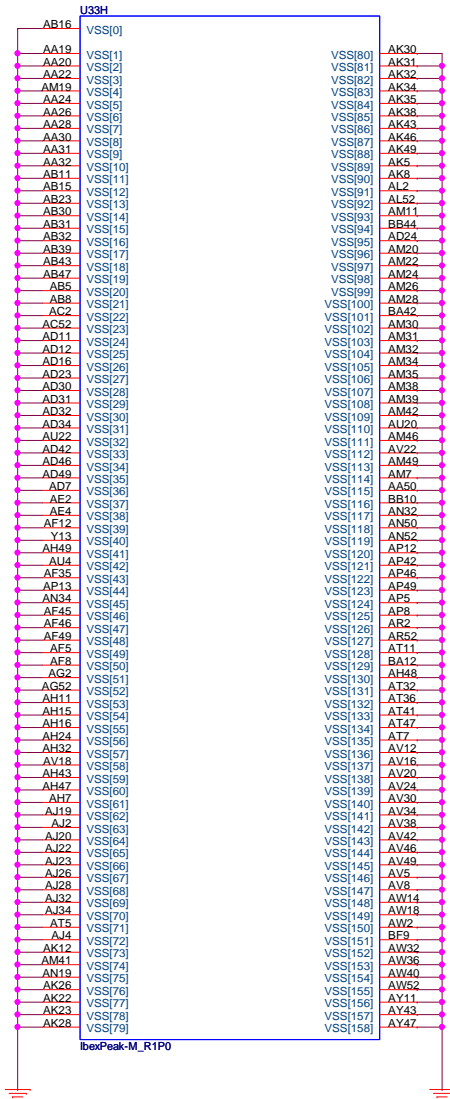 U33H
AB16 VSS[0]
AA19 VSS[1] VSS[80] AK30
AA20 VSS[2] VSS[81] AK31
AA22 VSS[3] VSS[82] AK32
AM19 VSS[4] VSS[83] AK34
AA24 VSS[5] VSS[84] AK35
AA26 VSS[6] VSS[85] AK38
AA28 VSS[7] VSS[86] AK43
AA30 VSS[8] VSS[87] AK46
AA31 VSS[9] VSS[88] AK49
AA32 VSS[10] VSS[89] AK5
AB11 VSS[11] VSS[90] AK8
AB15 VSS[12] VSS[91] AL2
AB23 VSS[13] VSS[92] AL52
AB30 VSS[14] VSS[93] AM11
AB31 VSS[15] VSS[94] BB44
AB32 VSS[16] VSS[95] AD24
AB39 VSS[17] VSS[96] AM20
AB43 VSS[18] VSS[97] AM22
AB47 VSS[19] VSS[98] AM24
AB5 VSS[20] VSS[99] AM26
AB8 VSS[21] VSS[100] AM28
AC2 VSS[22] VSS[101] BA42
AC52 VSS[23] VSS[102] AM30
AD11 VSS[24] VSS[103] AM31
AD12 VSS[25] VSS[104] AM32
AD16 VSS[26] VSS[105] AM34
AD23 VSS[27] VSS[106] AM35
AD30 VSS[28] VSS[107] AM38
AD31 VSS[29] VSS[108] AM39
AD32 VSS[30] VSS[109] AM42
AD34 VSS[31] VSS[110] AU20
AU22 VSS[32] VSS[111] AM46
AD42 VSS[33] VSS[112] AV22
AD46 VSS[34] VSS[113] AM49
AD49 VSS[35] VSS[114] AM7
AD7 VSS[36] VSS[115] AA50
AE2 VSS[37] VSS[116] BB10
AE4 VSS[38] VSS[117] AN32
AF12 VSS[39] VSS[118] AN50
Y13 VSS[40] VSS[119] AN52
AH49 VSS[41] VSS[120] AP12
AU4 VSS[42] VSS[121] AP42
AF35 VSS[43] VSS[122] AP46
AP13 VSS[44] VSS[123] AP49
AN34 VSS[45] VSS[124] AP5
AF45 VSS[46] VSS[125] AP8
AF46 VSS[47] VSS[126] AR2
AF49 VSS[48] VSS[127] AR52
AF5 VSS[49] VSS[128] AT11
AF8 VSS[50] VSS[129] BA12
AG2 VSS[51] VSS[130] AH48
AG52 VSS[52] VSS[131] AT32
AH11 VSS[53] VSS[132] AT36
AH15 VSS[54] VSS[133] AT41
AH16 VSS[55] VSS[134] AT47
AH24 VSS[56] VSS[135] AT7
AH32 VSS[57] VSS[136] AV12
AV18 VSS[58] VSS[137] AV16
AH43 VSS[59] VSS[138] AV20
AH47 VSS[60] VSS[139] AV24
AH7 VSS[61] VSS[140] AV30
AJ19 VSS[62] VSS[141] AV34
AJ2 VSS[63] VSS[142] AV38
AJ20 VSS[64] VSS[143] AV42
AJ22 VSS[65] VSS[144] AV46
AJ23 VSS[66] VSS[145] AV49
AJ26 VSS[67] VSS[146] AV5
AJ28 VSS[68] VSS[147] AV8
AJ32 VSS[69] VSS[148] AW14
AJ34 VSS[70] VSS[149] AW18
AT5 VSS[71] VSS[150] AW2
AJ4 VSS[72] VSS[151] BF9
AK12 VSS[73] VSS[152] AW32
AM41 VSS[74] VSS[153] AW36
AN19 VSS[75] VSS[154] AW40
AK26 VSS[76] VSS[155] AW52
AK22 VSS[77] VSS[156] AY11
AK23 VSS[78] VSS[157] AY43
AK28 VSS[79] VSS[158] AY47
IbexPeak-M_R1P0